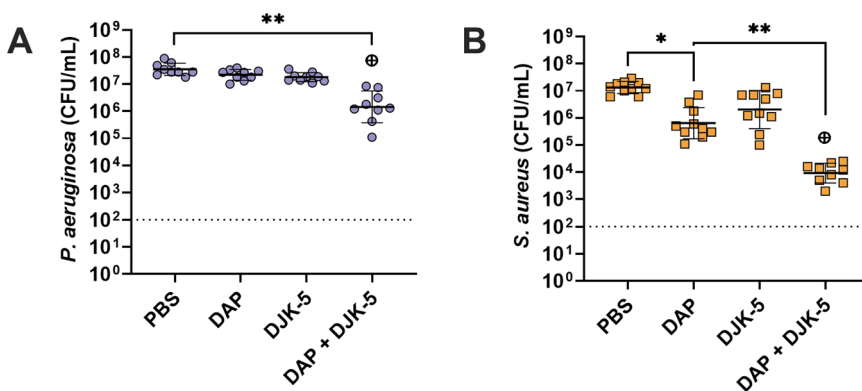 A
**
P. aeruginosa (CFU/mL)
10⁹
10⁸
10⁷
10⁶
10⁵
10⁴
10³
10²
10¹
10⁰
PBS
DAP
DJK-5
DAP + DJK-5
B
*
**
S. aureus (CFU/mL)
10⁹
10⁸
10⁷
10⁶
10⁵
10⁴
10³
10²
10¹
10⁰
PBS
DAP
DJK-5
DAP + DJK-5